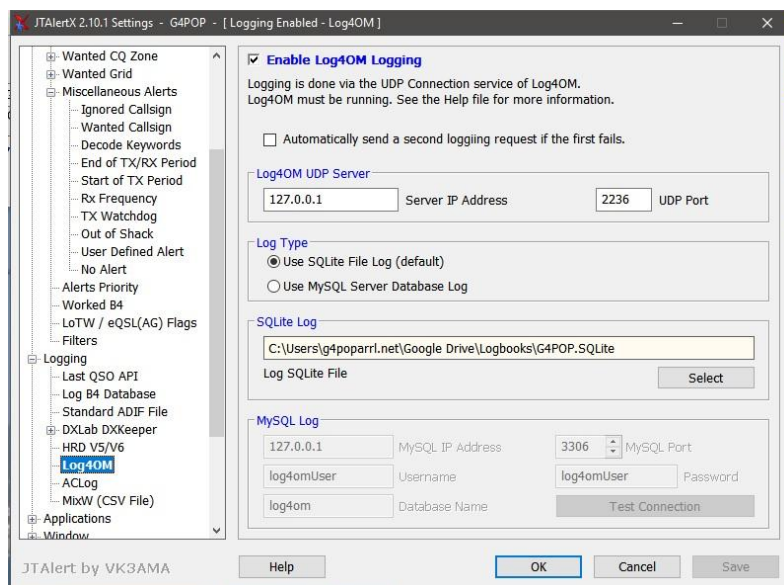 JTAlertX 2.10.1 Settings - G4POP - [ Logging Enabled - Log4OM ]
Wanted CQ Zone
Wanted Grid
Miscellaneous Alerts
Ignored Callsign
Wanted Callsign
Decode Keywords
End of TX/RX Period
Start of TX Period
Rx Frequency
TX Watchdog
Out of Shack
User Defined Alert
No Alert
Alerts Priority
Worked B4
LoTW / eQSL(AG) Flags
Filters
Logging
Last QSO API
Log B4 Database
Standard ADIF File
DXLab DXKeeper
HRD V5/V6
Log4OM
ACLog
MixW (CSV File)
Applications
Window
Enable Log4OM Logging
Logging is done via the UDP Connection service of Log4OM.
Log4OM must be running. See the Help file for more information.
Automatically send a second loggiing request if the first fails.
Log4OM UDP Server
127.0.0.1 Server IP Address 2236 UDP Port
Log Type
Use SQLite File Log (default)
Use MySQL Server Database Log
SQLite Log
C:\Users\g4poparrl.net\Google Drive\Logbooks\G4POP.SQLite
Log SQLite File Select
MySQL Log
127.0.0.1 MySQL IP Address 3306 MySQL Port
log4omUser Username log4omUser Password
log4om Database Name Test Connection
JTAlert by VK3AMA Help OK Cancel Save